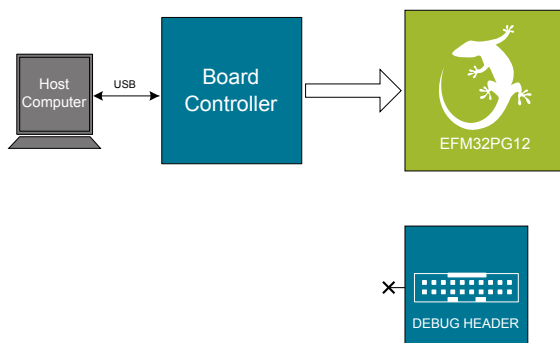 Host
Computer
USB
Board
Controller
EFM32PG12
DEBUG HEADER